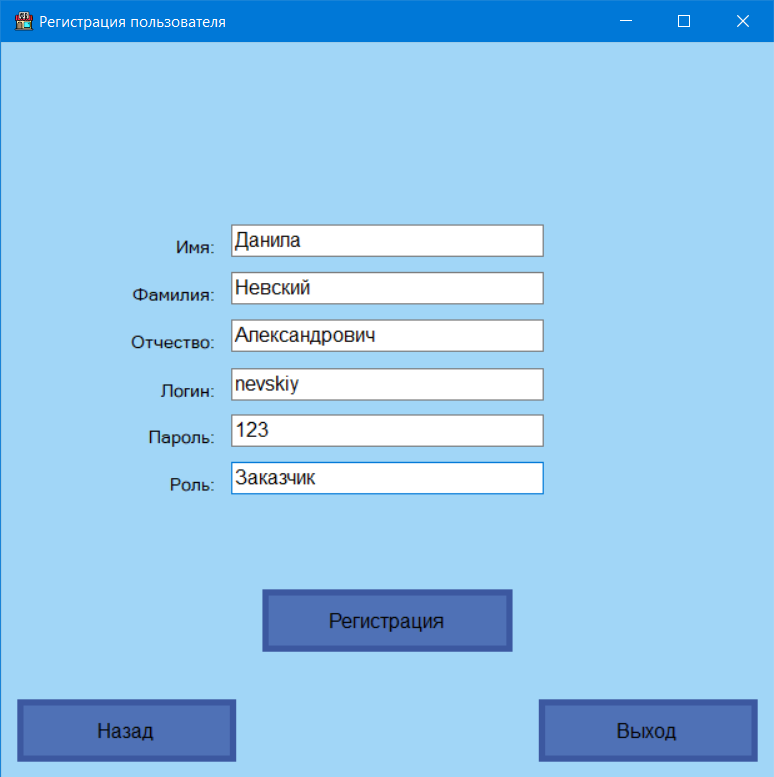 Регистрация пользователя
Имя: Данила
Фамилия: Невский
Отчество: Александрович
Логин: nevskiy
Пароль: 123
Роль: Заказчик
Регистрация
Назад Выход